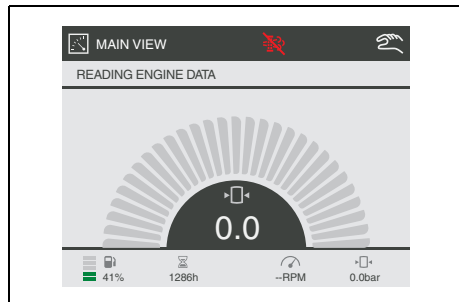 MAIN VIEW
READING ENGINE DATA
0.0
41% 1286h --RPM 0.0bar